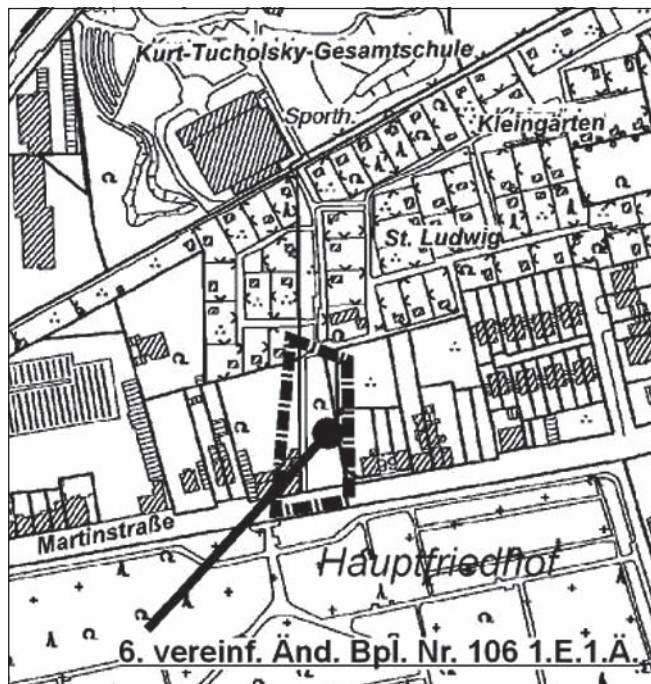 Kurt-Tucholsky-Gesamtschule
Sporth.
Kleingärten
St. Ludwig
Martinstraße
Hauptfriedhof
6. vereinf. Änd. Bpl. Nr. 106 1.E.1.Ä.